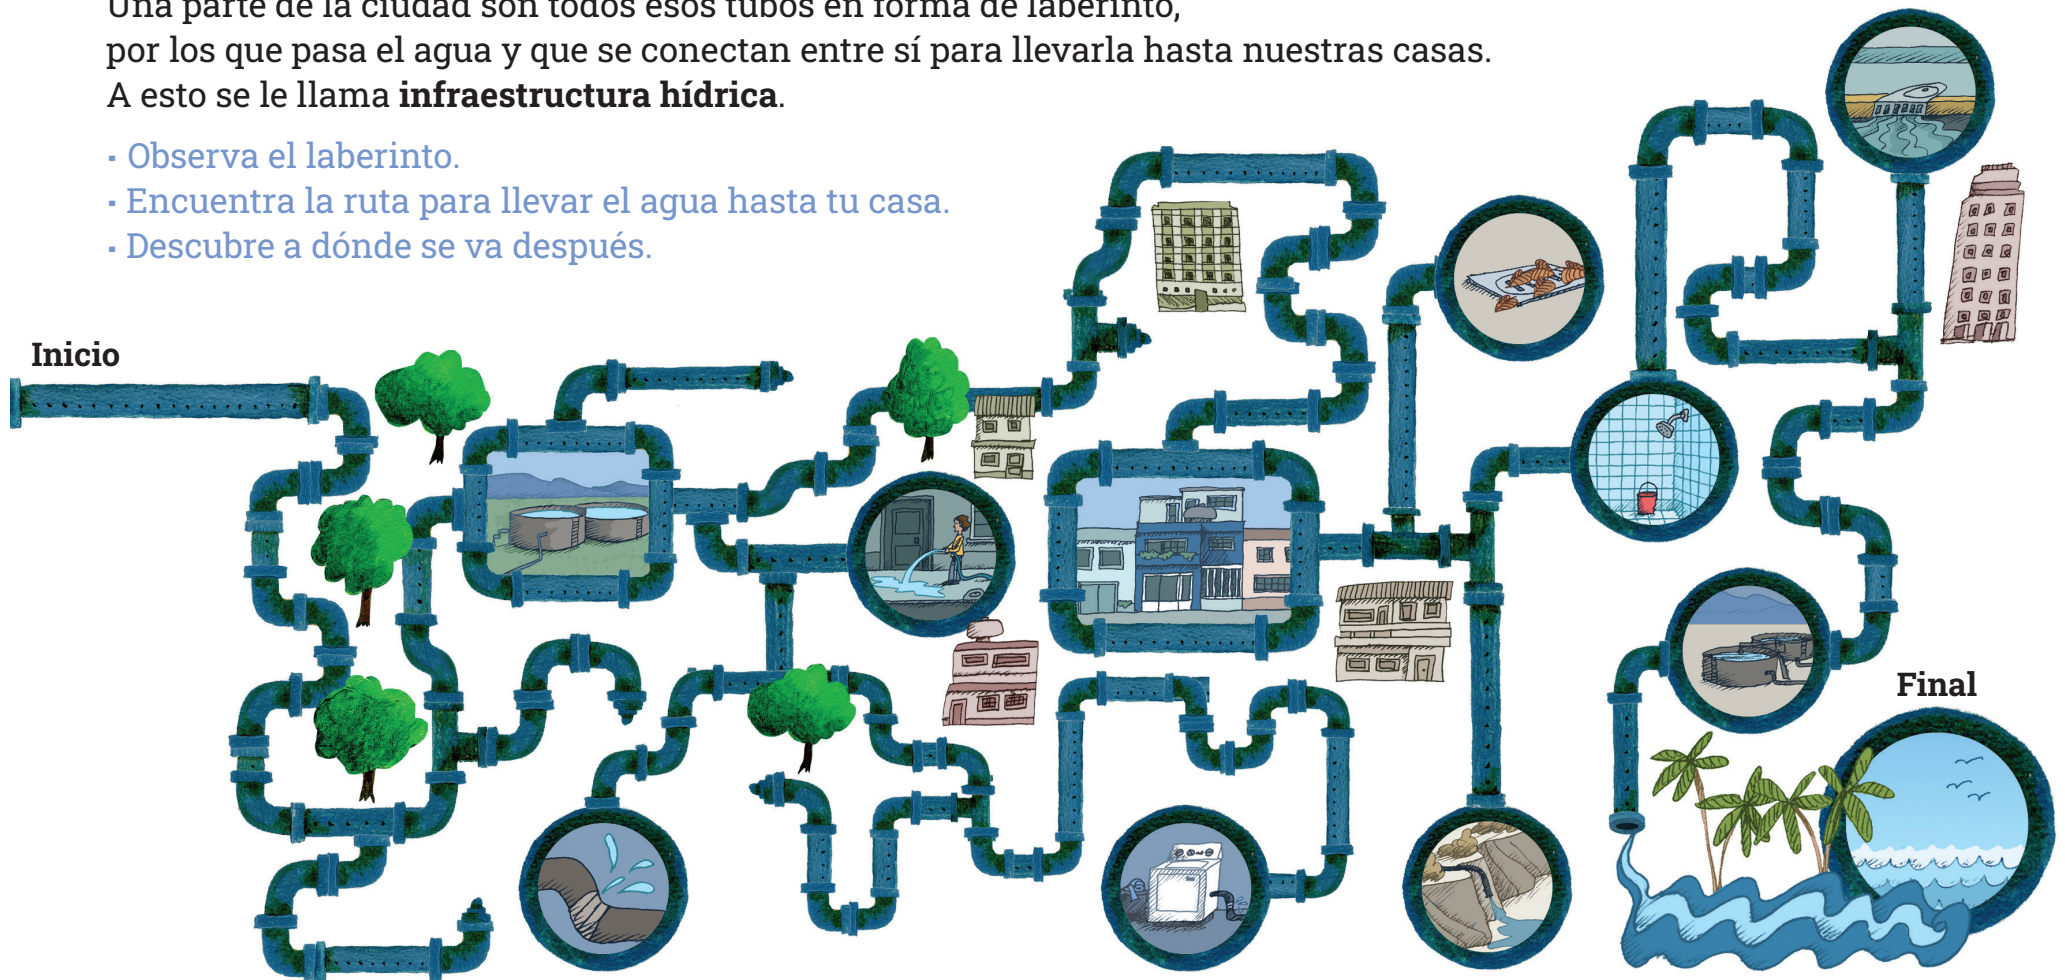 Una parte de la ciudad son todos esos tubos en forma de laberinto,
por los que pasa el agua y que se conectan entre sí para llevarla hasta nuestras casas.
A esto se le llama infraestructura hídrica.
▪ Observa el laberinto.
▪ Encuentra la ruta para llevar el agua hasta tu casa.
▪ Descubre a dónde se va después.
Inicio
Final